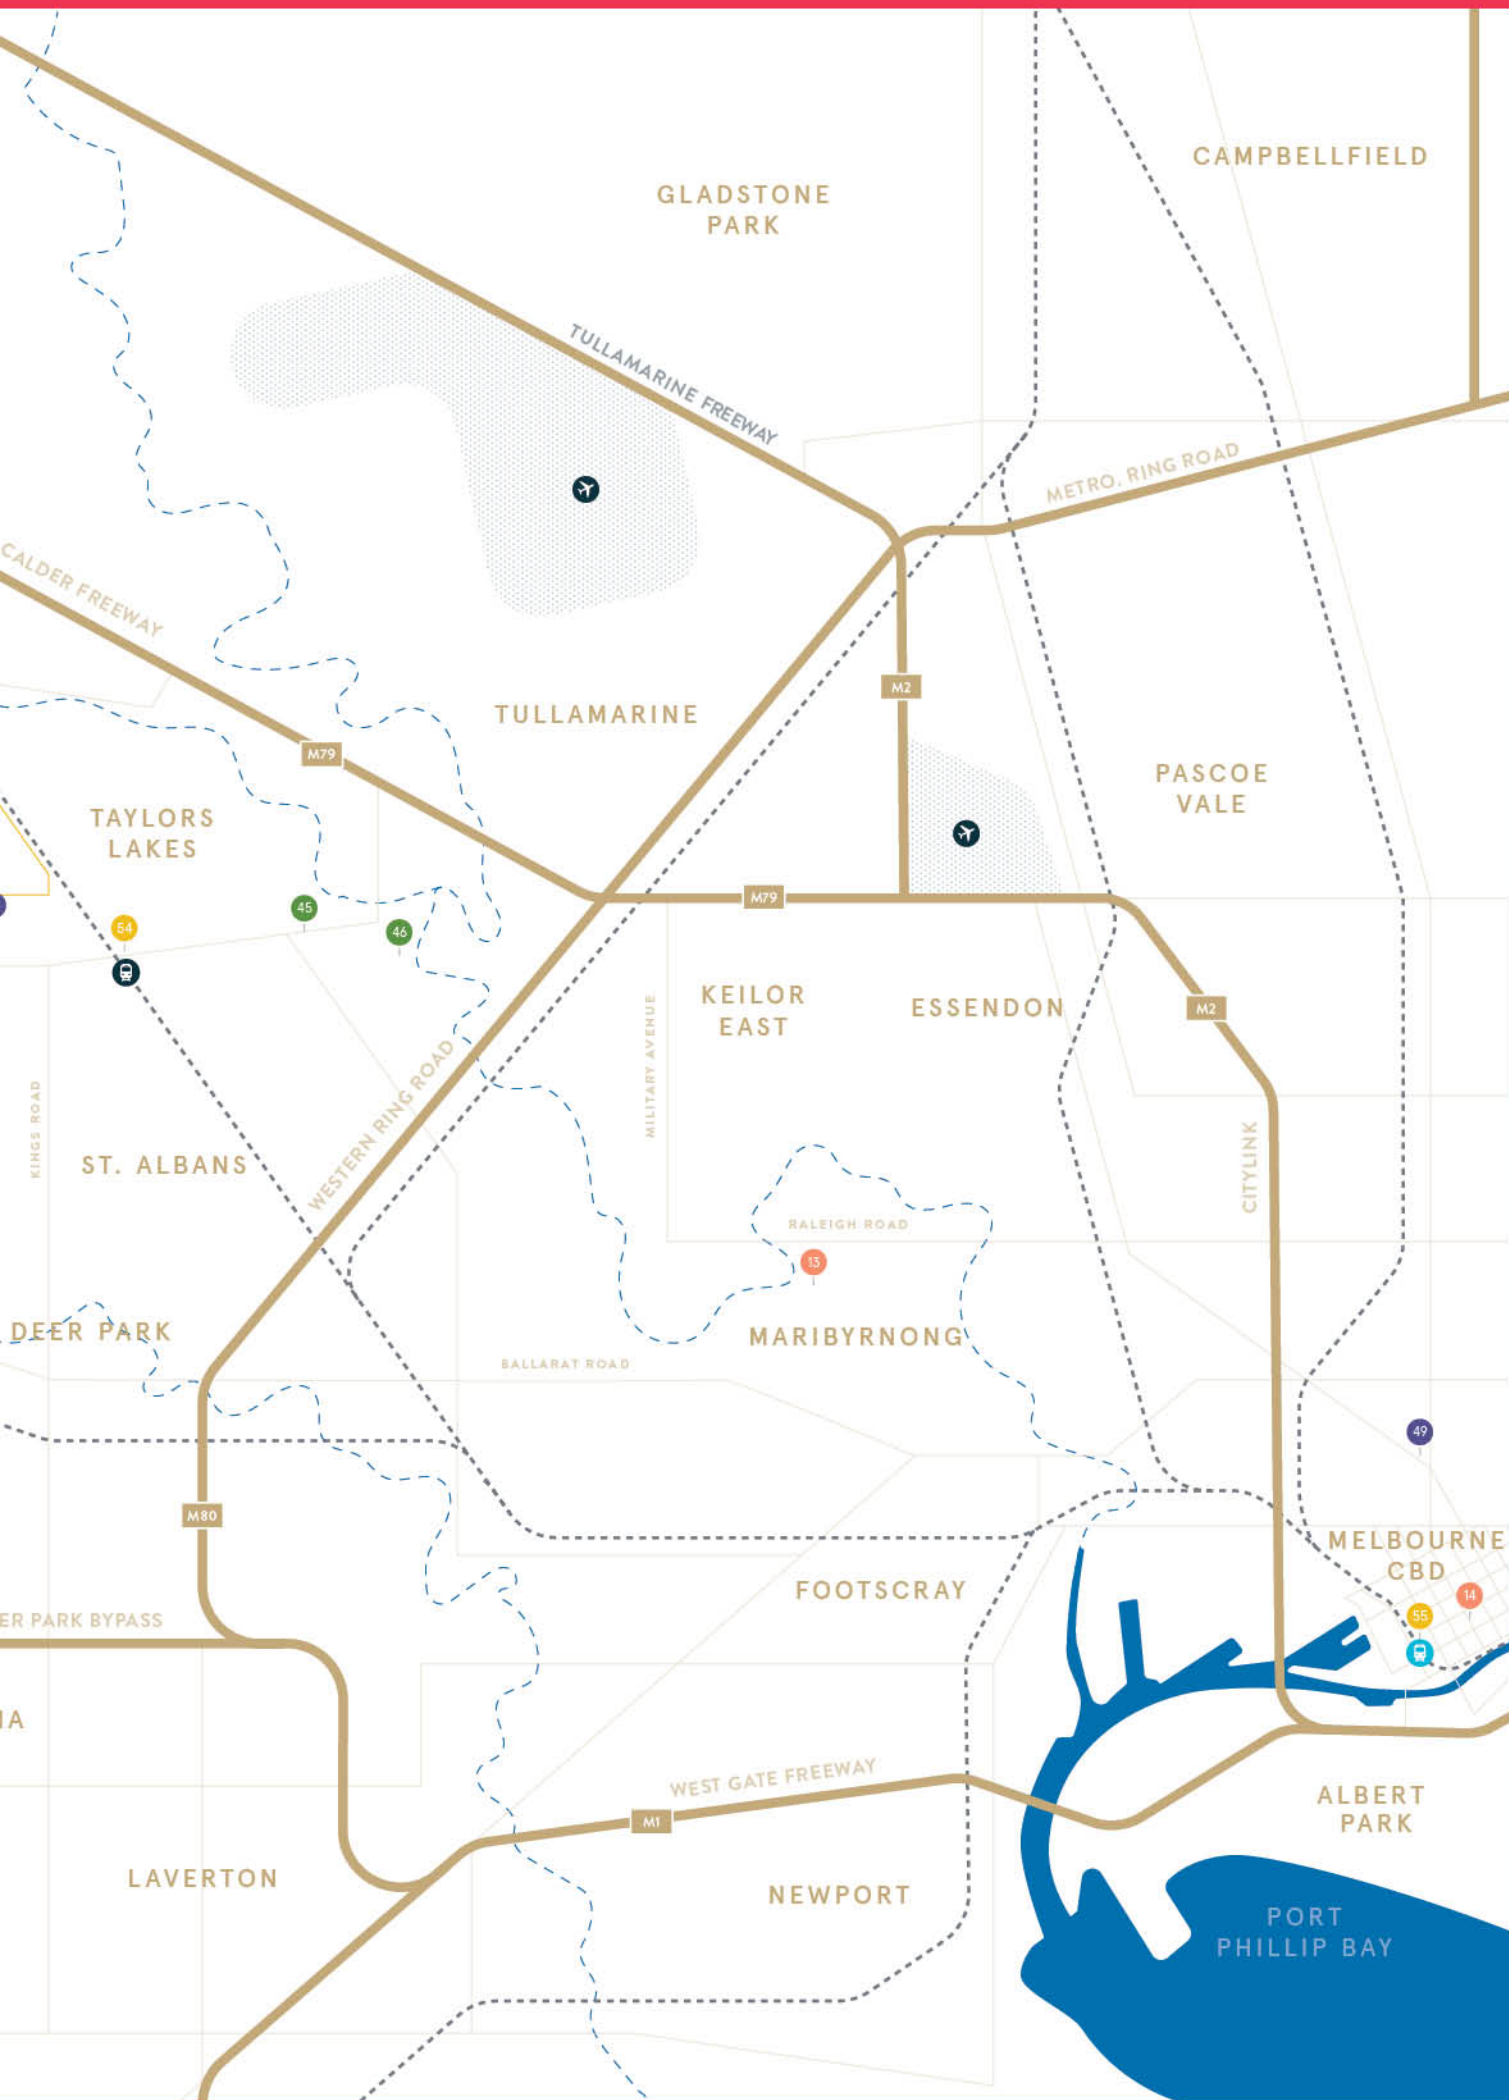 CAMPBELLFIELD
GLADSTONE
PARK
TULLAMARINE FREEWAY
METRO. RING ROAD
CALDER FREEWAY
M2
TULLAMARINE
M79
PASCOE
VALE
TAYLORS
LAKES
M79
45
54
46
KEILOR
EAST
ESSENDON
M2
MILITARY AVENUE
WESTERN RING ROAD
KINGS ROAD
CITYLINK
ST. ALBANS
RALEIGH ROAD
13
DEER PARK
MARIBYRNONG
BALLARAT ROAD
49
M80
MELBOURNE
CBD
FOOTSCRAY
14
55
ER PARK BYPASS
IA
WEST GATE FREEWAY
M1
ALBERT
PARK
LAVERTON
NEWPORT
PORT
PHILLIP BAY